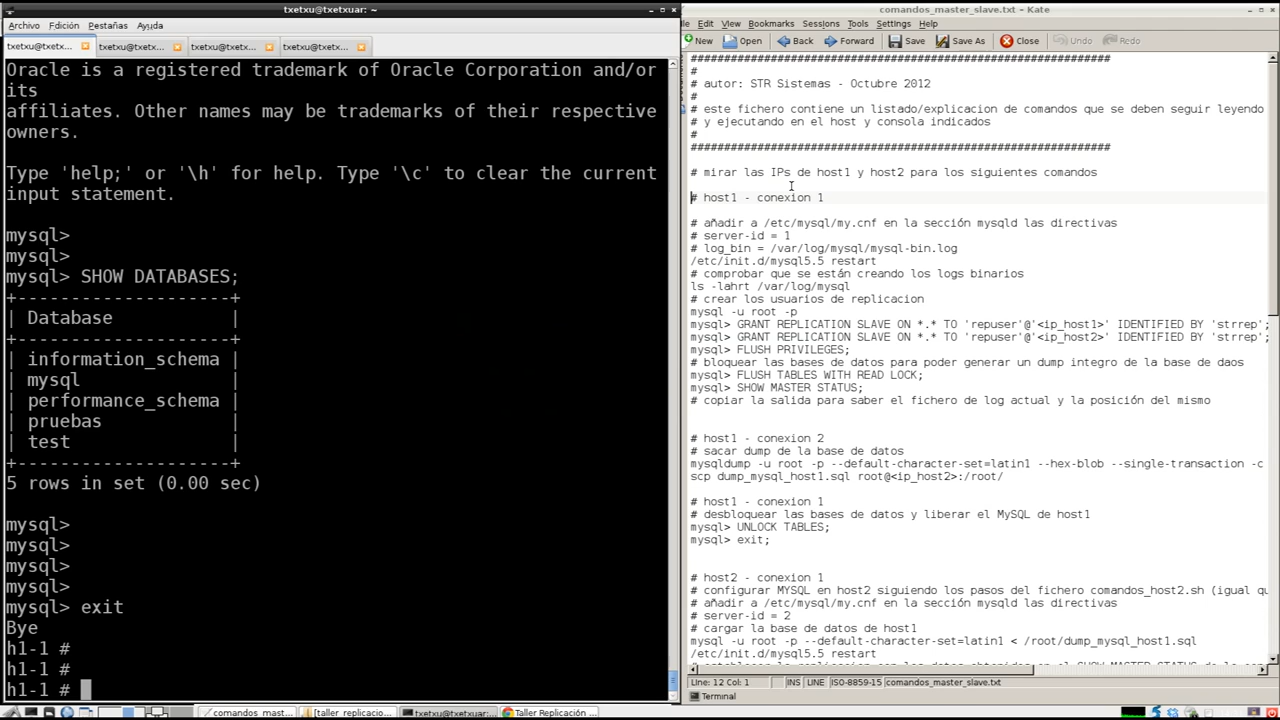 txetxu@txetxuar: ~
Archivo Edición Pestañas Ayuda
txetxu@txetx... txetxu@txetx... txetxu@txetx... txetxu@txetx...
Oracle is a registered trademark of Oracle Corporation and/or
its
affiliates. Other names may be trademarks of their respective
owners.
Type 'help;' or '\h' for help. Type '\c' to clear the current
input statement.
mysql>
mysql>
mysql> SHOW DATABASES;
+--------------------+
| Database           |
+--------------------+
| information_schema |
| mysql              |
| performance_schema |
| pruebas            |
| test               |
+--------------------+
5 rows in set (0.00 sec)
mysql>
mysql>
mysql>
mysql>
mysql> exit
Bye
h1-1 #
h1-1 #
h1-1 #
comandos_master_slave.txt - Kate
Edit View Bookmarks Sessions Tools Settings Help
New Open Back Forward Save Save As Close Undo Redo
##################################################################
#
# autor: STR Sistemas - Octubre 2012
#
# este fichero contiene un listado/explicacion de comandos que se deben seguir leyendo
# y ejecutando en el host y consola indicados
#
##################################################################
# mirar las IPs de host1 y host2 para los siguientes comandos
# host1 - conexion 1
# añadir a /etc/mysql/my.cnf en la sección mysqld las directivas
# server-id = 1
# log_bin = /var/log/mysql/mysql-bin.log
/etc/init.d/mysql5.5 restart
# comprobar que se están creando los logs binarios
ls -lahrt /var/log/mysql
# crear los usuarios de replicacion
mysql -u root -p
mysql> GRANT REPLICATION SLAVE ON *.* TO 'repuser'@'<ip_host1>' IDENTIFIED BY 'strrep';
mysql> GRANT REPLICATION SLAVE ON *.* TO 'repuser'@'<ip_host2>' IDENTIFIED BY 'strrep';
mysql> FLUSH PRIVILEGES;
# bloquear las bases de datos para poder generar un dump integro de la base de daos
mysql> FLUSH TABLES WITH READ LOCK;
mysql> SHOW MASTER STATUS;
# copiar la salida para saber el fichero de log actual y la posición del mismo
# host1 - conexion 2
# sacar dump de la base de datos
mysqldump -u root -p --default-character-set=latin1 --hex-blob --single-transaction -c
scp dump_mysql_host1.sql root@<ip_host2>:/root/
# host1 - conexion 1
# desbloquear las bases de datos y liberar el MySQL de host1
mysql> UNLOCK TABLES;
mysql> exit;
# host2 - conexion 1
# configurar MYSQL en host2 siguiendo los pasos del fichero comandos_host2.sh (igual qu
# añadir a /etc/mysql/my.cnf en la sección mysqld las directivas
# server-id = 2
# cargar la base de datos de host1
mysql -u root -p --default-character-set=latin1 < /root/dump_mysql_host1.sql
/etc/init.d/mysql5.5 restart
Line: 12 Col: 1 INS LINE ISO-8859-15 comandos_master_slave.txt
Terminal
comandos_mast... [taller_replicacio... txetxu@txetxuar:... Taller Replicación ...